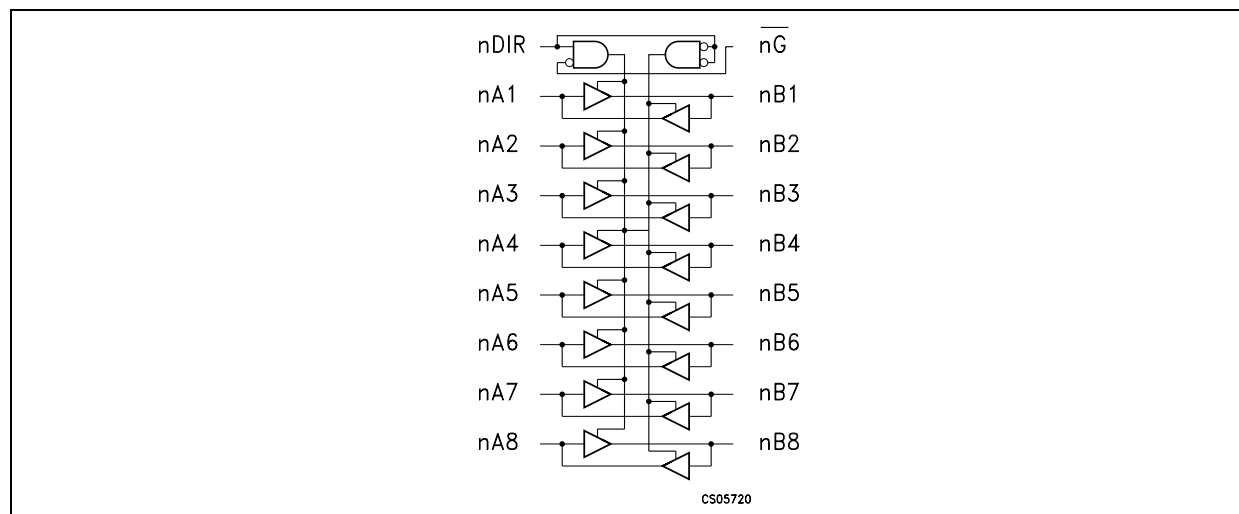 nDIR nG̅
nA1 nB1
nA2 nB2
nA3 nB3
nA4 nB4
nA5 nB5
nA6 nB6
nA7 nB7
nA8 nB8
CS05720